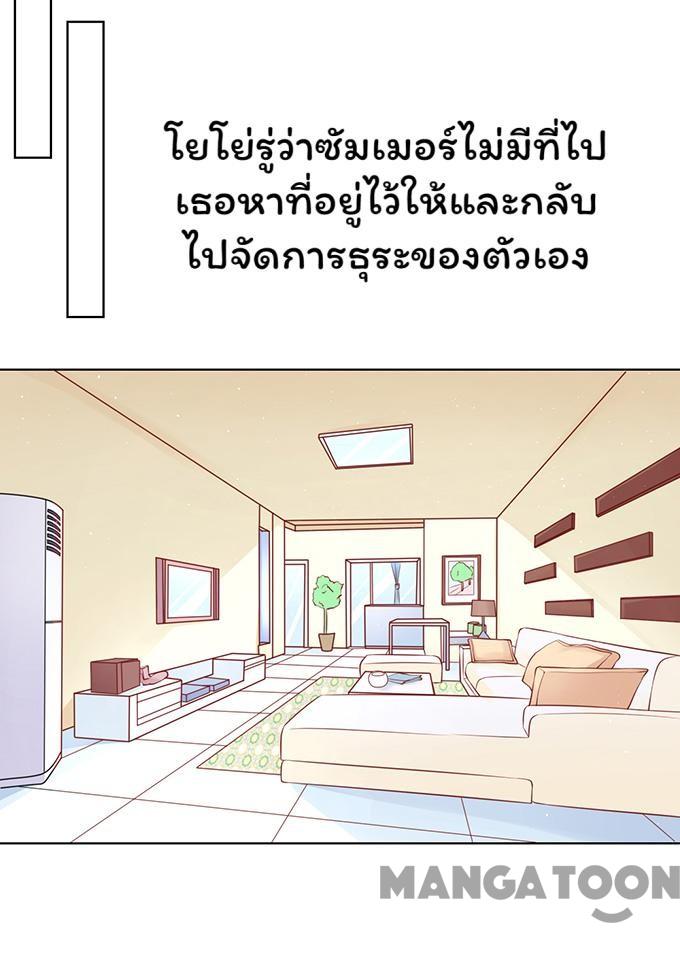 โยโย่รู้ว่าซัมเมอร์ไม่มีที่ไป
เธอหาที่อยู่ไว้ให้และกลับ
ไปจัดการธุระของตัวเอง
MANGATOON